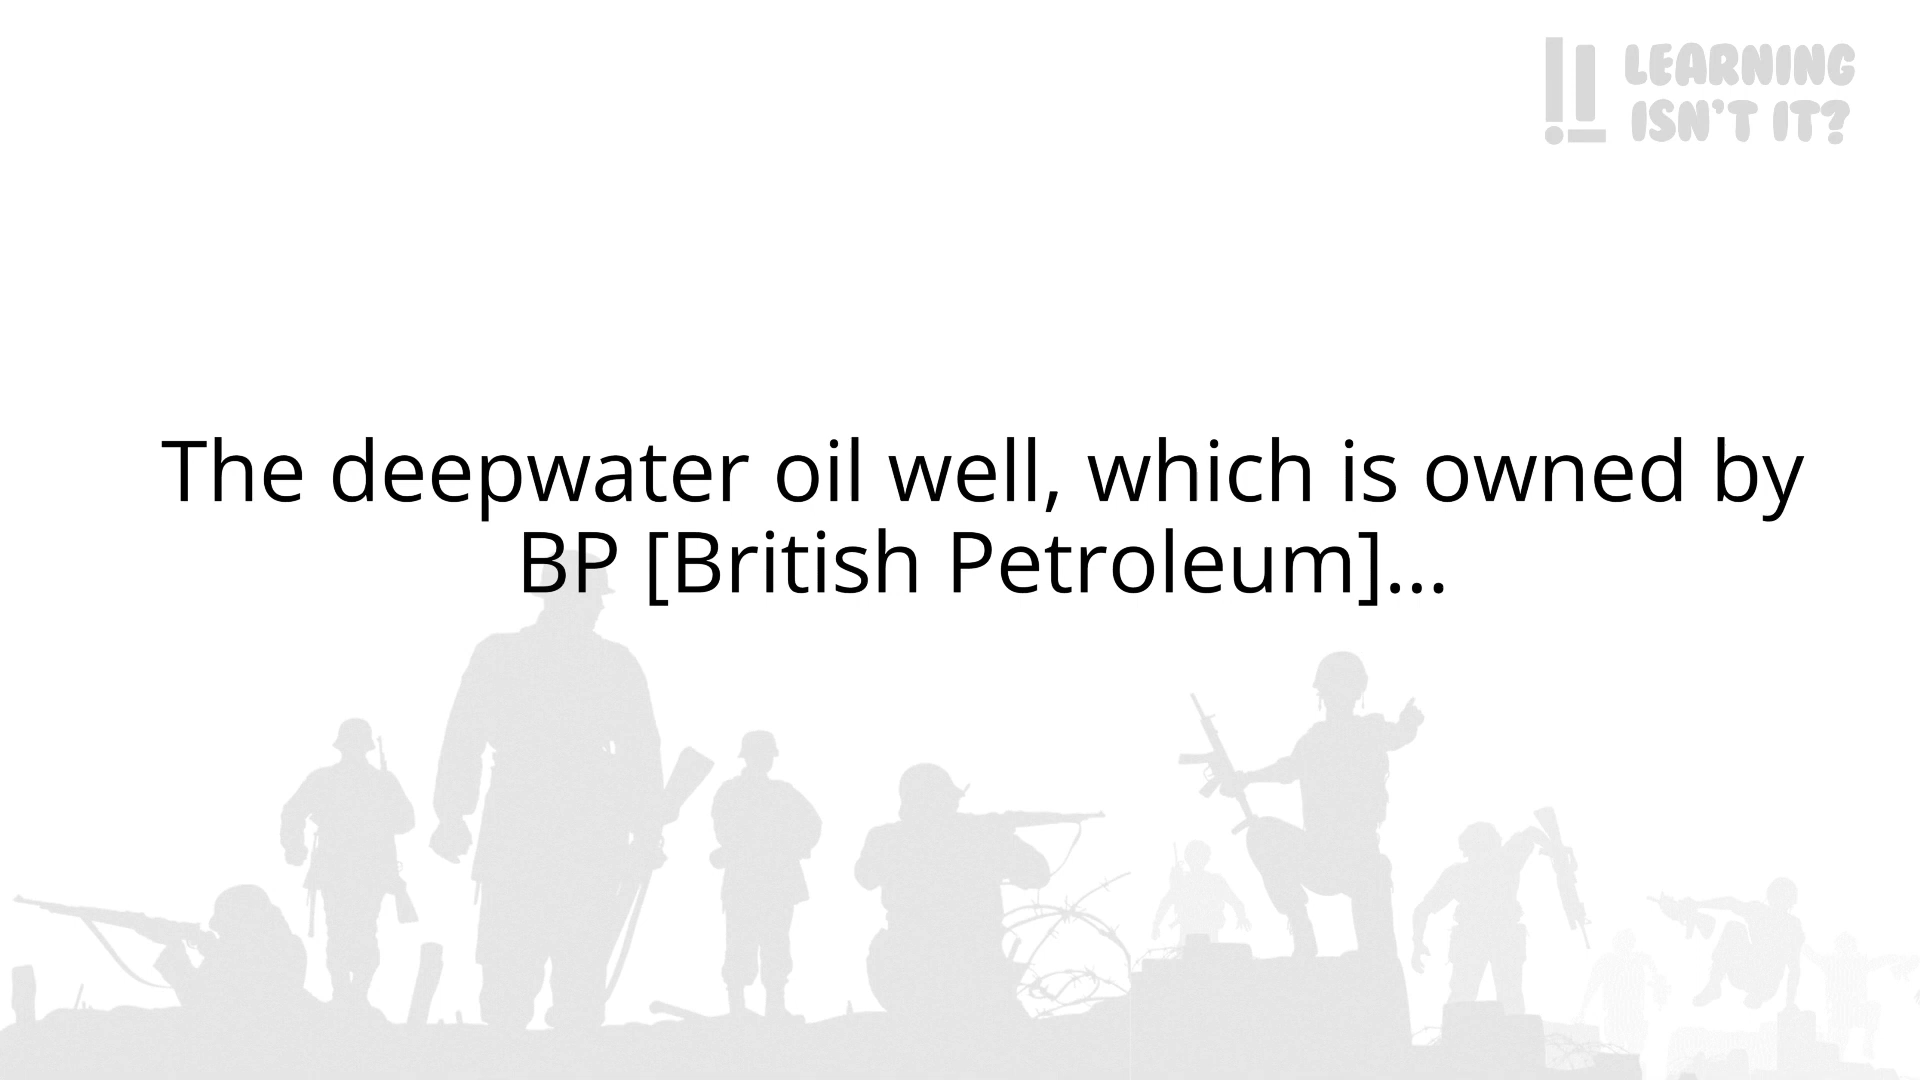 LEARNING
ISN'T IT?
The deepwater oil well, which is owned by
BP [British Petroleum]...